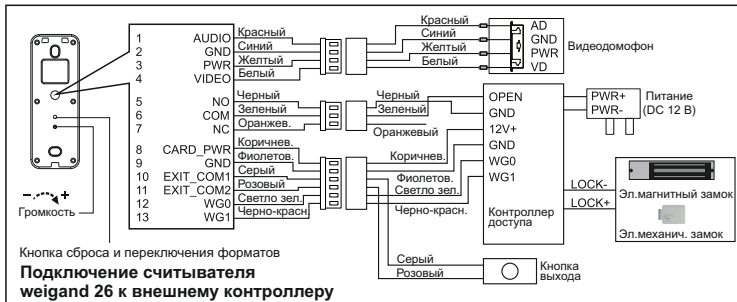 1 AUDIO Красный
2 GND Синий
3 PWR Желтый
4 VIDEO Белый
5 NO Черный
6 COM Зеленый
7 NC Оранжев.
8 CARD_PWR Коричнев.
9 GND Фиолетов.
10 EXIT_COM1 Серый
11 EXIT_COM2 Розовый
12 WG0 Светло зел.
13 WG1 Черно-красн.
Красный AD
Синий GND
Желтый PWR
Белый VD
Видеодомофон
Черный
Зеленый
Оранжевый
Коричнев.
Фиолетов.
Светло зел.
Черно-красн.
OPEN
GND
12V+
GND
WG0
WG1
Контроллер
доступа
PWR+
PWR-
Питание
(DC 12 В)
LOCK-
LOCK+
Эл.магнитный замок
Эл.механич. замок
Серый
Розовый
Кнопка
выхода
- +
Громкость
Кнопка сброса и переключения форматов
Подключение считывателя
weigand 26 к внешнему контроллеру